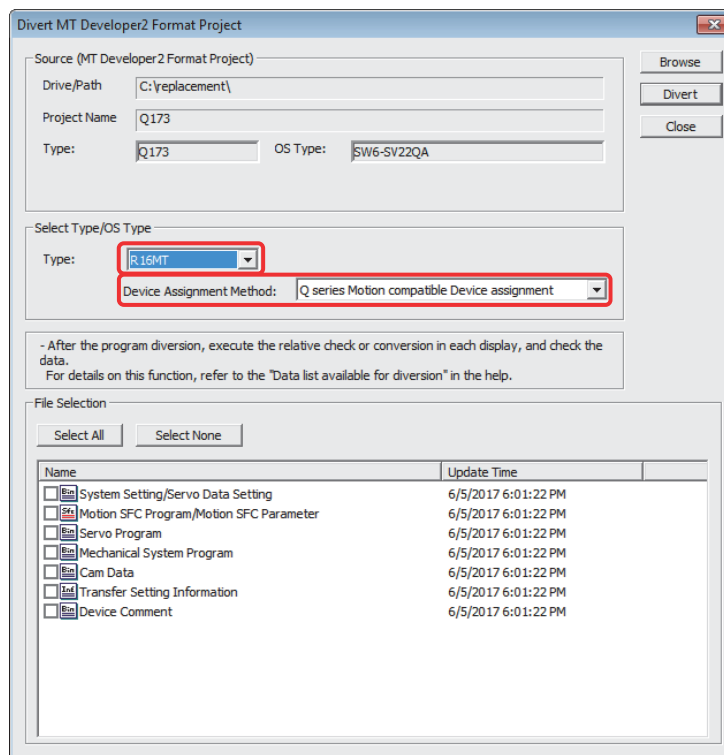 Divert MT Developer2 Format Project
Source (MT Developer2 Format Project)
Browse
Drive/Path C:\replacement\
Divert
Project Name Q173
Close
Type: Q173 OS Type: SW6-SV22QA
Select Type/OS Type
Type: R16MT
Device Assignment Method: Q series Motion compatible Device assignment
- After the program diversion, execute the relative check or conversion in each display, and check the
data.
For details on this function, refer to the "Data list available for diversion" in the help.
File Selection
Select All Select None
Name Update Time
Bin System Setting/Servo Data Setting 6/5/2017 6:01:22 PM
Sfc Motion SFC Program/Motion SFC Parameter 6/5/2017 6:01:22 PM
Bin Servo Program 6/5/2017 6:01:22 PM
Bin Mechanical System Program 6/5/2017 6:01:22 PM
Bin Cam Data 6/5/2017 6:01:22 PM
Inf Transfer Setting Information 6/5/2017 6:01:22 PM
Bin Device Comment 6/5/2017 6:01:22 PM